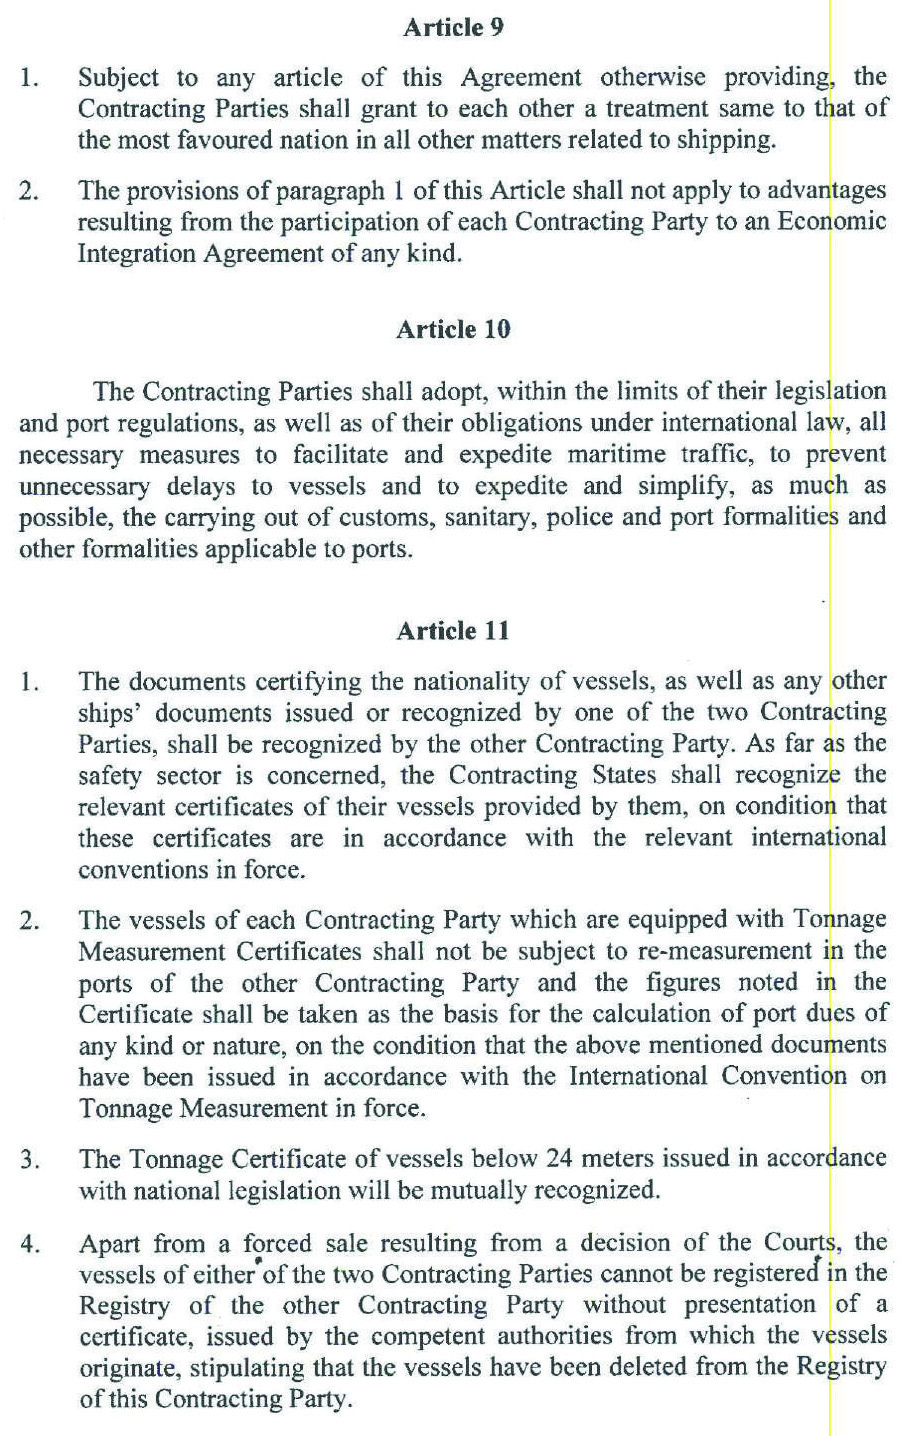 Article 9
1. Subject to any article of this Agreement otherwise providing, the
Contracting Parties shall grant to each other a treatment same to that of
the most favoured nation in all other matters related to shipping.
2. The provisions of paragraph 1 of this Article shall not apply to advantages
resulting from the participation of each Contracting Party to an Economic
Integration Agreement of any kind.
Article 10
The Contracting Parties shall adopt, within the limits of their legislation
and port regulations, as well as of their obligations under international law, all
necessary measures to facilitate and expedite maritime traffic, to prevent
unnecessary delays to vessels and to expedite and simplify, as much as
possible, the carrying out of customs, sanitary, police and port formalities and
other formalities applicable to ports.
Article 11
1. The documents certifying the nationality of vessels, as well as any other
ships' documents issued or recognized by one of the two Contracting
Parties, shall be recognized by the other Contracting Party. As far as the
safety sector is concerned, the Contracting States shall recognize the
relevant certificates of their vessels provided by them, on condition that
these certificates are in accordance with the relevant international
conventions in force.
2. The vessels of each Contracting Party which are equipped with Tonnage
Measurement Certificates shall not be subject to re-measurement in the
ports of the other Contracting Party and the figures noted in the
Certificate shall be taken as the basis for the calculation of port dues of
any kind or nature, on the condition that the above mentioned documents
have been issued in accordance with the International Convention on
Tonnage Measurement in force.
3. The Tonnage Certificate of vessels below 24 meters issued in accordance
with national legislation will be mutually recognized.
4. Apart from a forced sale resulting from a decision of the Courts, the
vessels of either of the two Contracting Parties cannot be registered in the
Registry of the other Contracting Party without presentation of a
certificate, issued by the competent authorities from which the vessels
originate, stipulating that the vessels have been deleted from the Registry
of this Contracting Party.